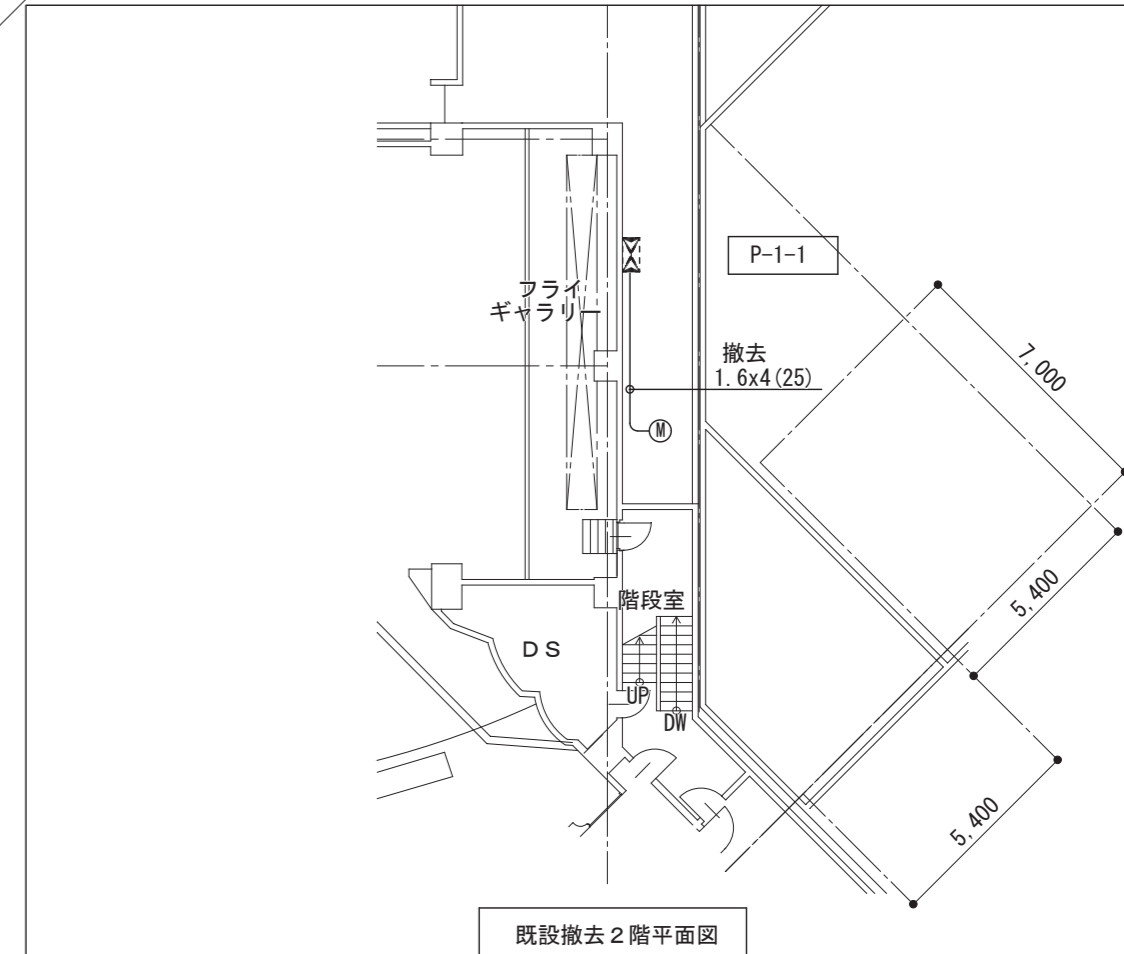 P-1-1
フライ
ギャラリー
撤去
1.6x4(25)
7,000
M
5,400
階段室
DS
UP
DW
5,400
既設撤去2階平面図